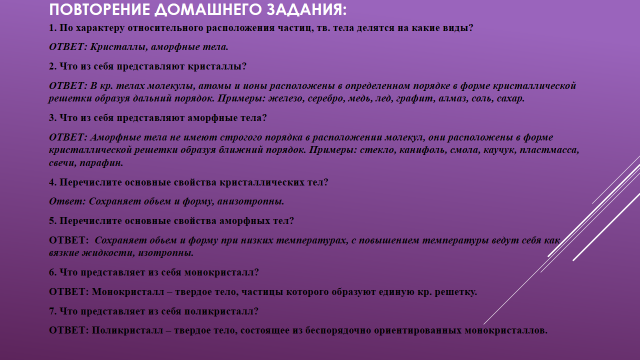 ПОВТОРЕНИЕ ДОМАШНЕГО ЗАДАНИЯ:
1. По характеру относительного расположения частиц, тв. тела делятся на какие виды?
ОТВЕТ: Кристаллы, аморфные тела.
2. Что из себя представляют кристаллы?
ОТВЕТ: В кр. телах молекулы, атомы и ионы расположены в определенном порядке в форме кристаллической
решетки образуя дальний порядок. Примеры: железо, серебро, медь, лед, графит, алмаз, соль, сахар.
3. Что из себя представляют аморфные тела?
ОТВЕТ: Аморфные тела не имеют строгого порядка в расположении молекул, они расположены в форме
кристаллической решетки образуя ближний порядок. Примеры: стекло, канифоль, смола, каучук, пластмасса,
свечи, парафин.
4. Перечислите основные свойства кристаллических тел?
Ответ: Сохраняет обьем и форму, анизотропны.
5. Перечислите основные свойства аморфных тел?
ОТВЕТ: Сохраняет обьем и форму при низких температурах, с повышением температуры ведут себя как
вязкие жидкости, изотропны.
6. Что представляет из себя монокристалл?
ОТВЕТ: Монокристалл – твердое тело, частицы которого образуют единую кр. решетку.
7. Что представляет из себя поликристалл?
ОТВЕТ: Поликристалл – твердое тело, состоящее из беспорядочно ориентированных монокристаллов.